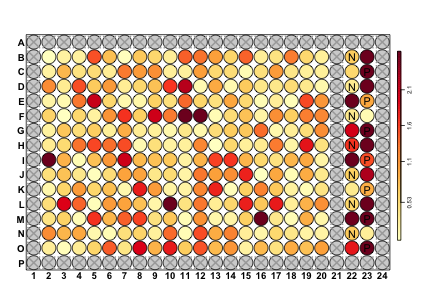 A
B N
C P
D N
E P
F N
G P
H N
I P
J N
K P
L N
M P
N N
O P
P
1 2 3 4 5 6 7 8 9 10 11 12 13 14 15 16 17 18 19 20 21 22 23 24
2.1
1.6
1.1
0.53